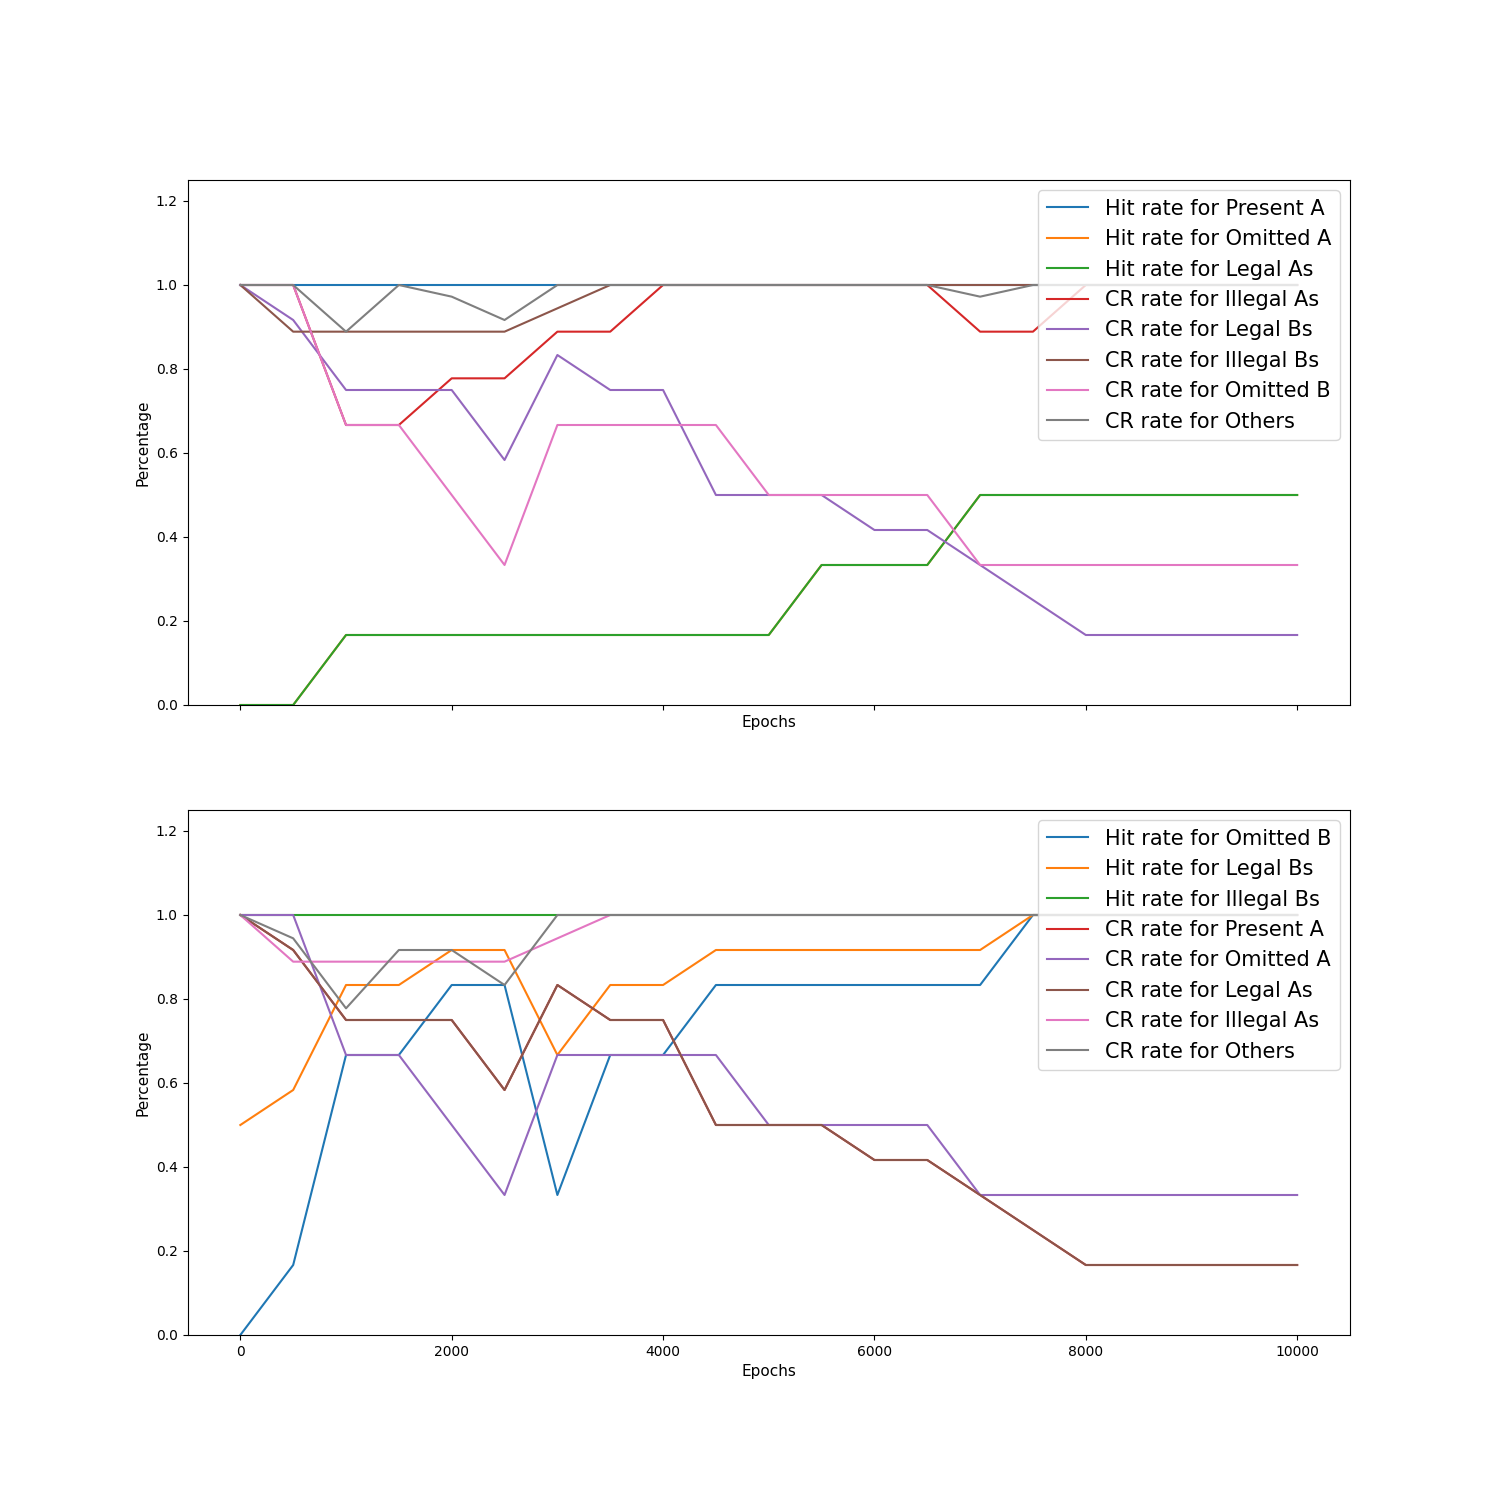 1.2
1.0
0.8
0.6
0.4
0.2
0.0
Percentage
Epochs
Hit rate for Present A
Hit rate for Omitted A
Hit rate for Legal As
CR rate for Illegal As
CR rate for Legal Bs
CR rate for Illegal Bs
CR rate for Omitted B
CR rate for Others
1.2
1.0
0.8
0.6
0.4
0.2
0.0
Percentage
0 2000 4000 6000 8000 10000
Epochs
Hit rate for Omitted B
Hit rate for Legal Bs
Hit rate for Illegal Bs
CR rate for Present A
CR rate for Omitted A
CR rate for Legal As
CR rate for Illegal As
CR rate for Others